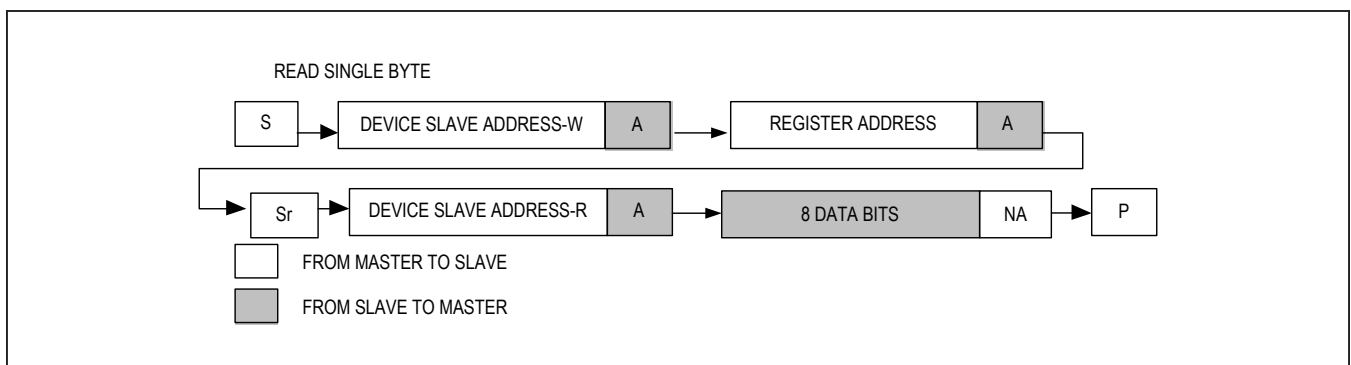 READ SINGLE BYTE
S DEVICE SLAVE ADDRESS-W A REGISTER ADDRESS A
Sr DEVICE SLAVE ADDRESS-R A 8 DATA BITS NA P
FROM MASTER TO SLAVE
FROM SLAVE TO MASTER